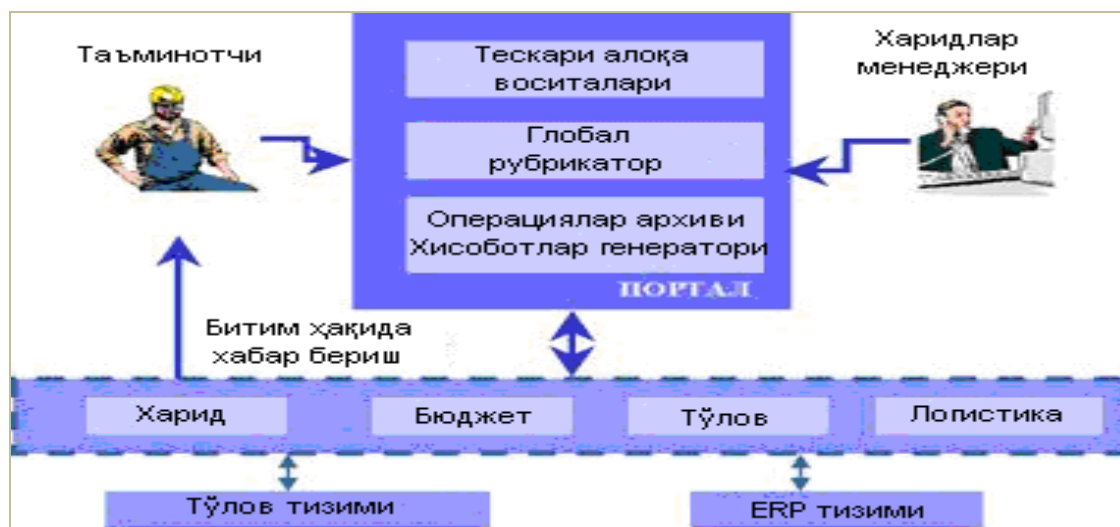 Таъминотчи
Тескари алоқа
воситалари
Харидлар
менеджери
Глобал
рубрикатор
Операциялар архиви
Хисоботлар генератори
ПОРТАЛ
Битим ҳақида
хабар бериш
Харид
Бюджет
Тўлов
Логистика
Тўлов тизими
ERP тизими